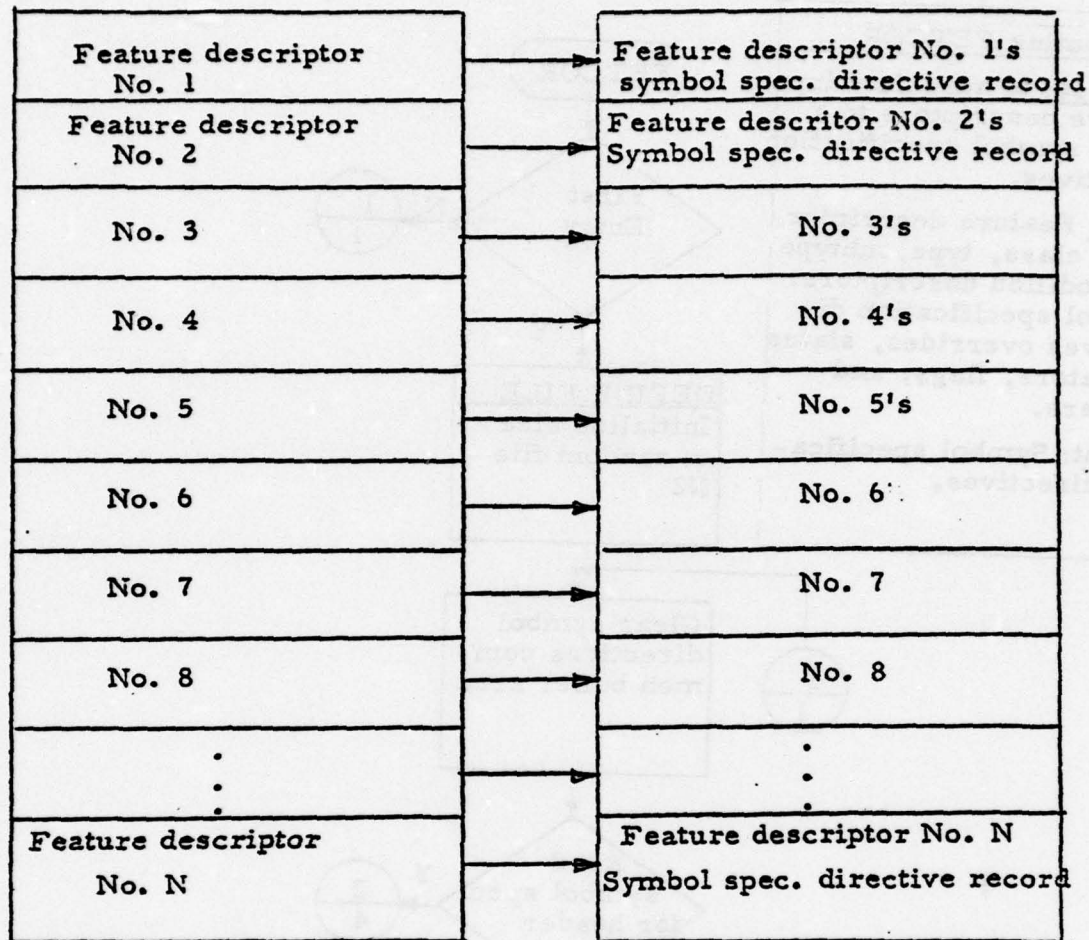 Feature descriptor
No. 1
Feature descriptor No. 1's
symbol spec. directive record
Feature descriptor
No. 2
Feature descritor No. 2's
Symbol spec. directive record
No. 3
No. 3's
No. 4
No. 4's
No. 5
No. 5's
No. 6
No. 6
No. 7
No. 7
No. 8
No. 8
Feature descriptor
No. N
Feature descriptor No. N
Symbol spec. directive record